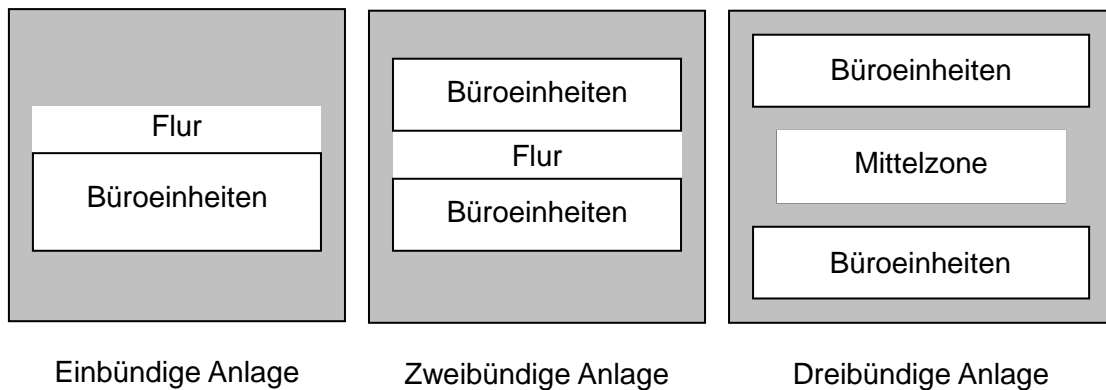 Flur
Büroeinheiten
Einbündige Anlage
Büroeinheiten
Flur
Büroeinheiten
Zweibündige Anlage
Büroeinheiten
Mittelzone
Büroeinheiten
Dreibündige Anlage